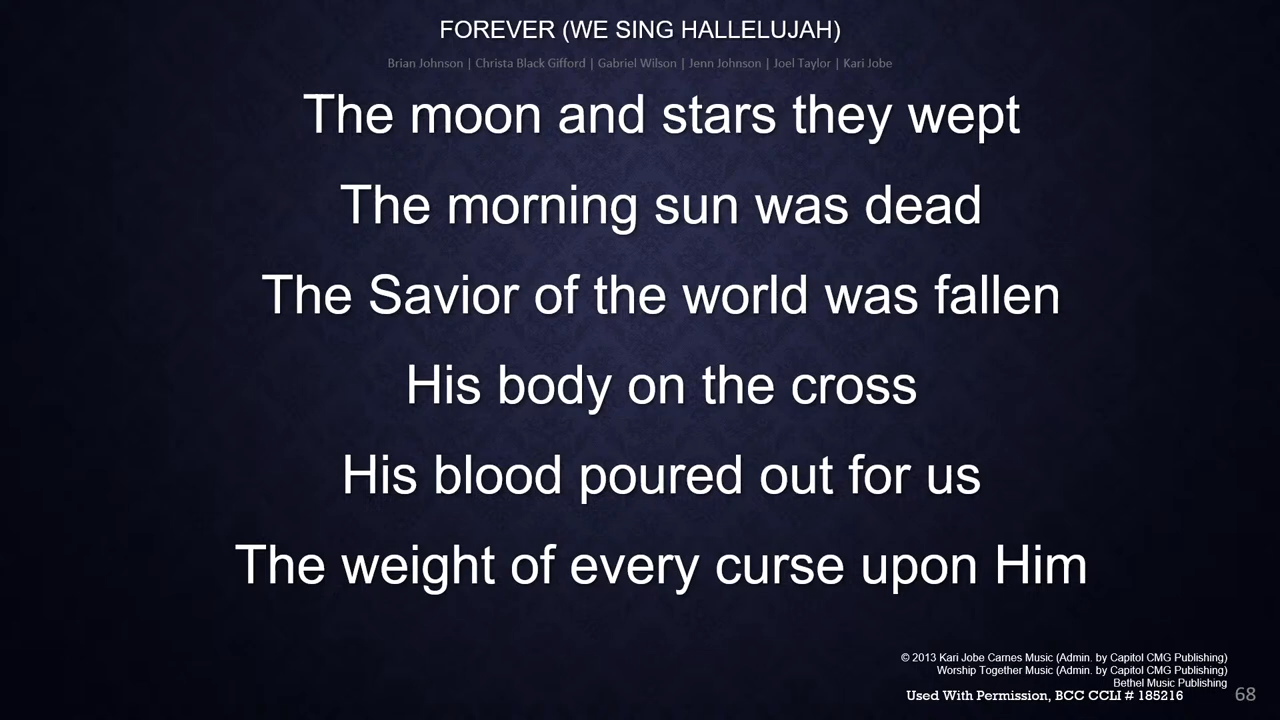 FOREVER (WE SING HALLELUJAH)
Brian Johnson | Christa Black Gifford | Gabriel Wilson | Jenn Johnson | Joel Taylor | Kari Jobe
The moon and stars they wept
The morning sun was dead
The Savior of the world was fallen
His body on the cross
His blood poured out for us
The weight of every curse upon Him
© 2013 Kari Jobe Carnes Music (Admin. by Capitol CMG Publishing)
Worship Together Music (Admin. by Capitol CMG Publishing)
Bethel Music Publishing
Used With Permission, BCC CCLI # 185216
68